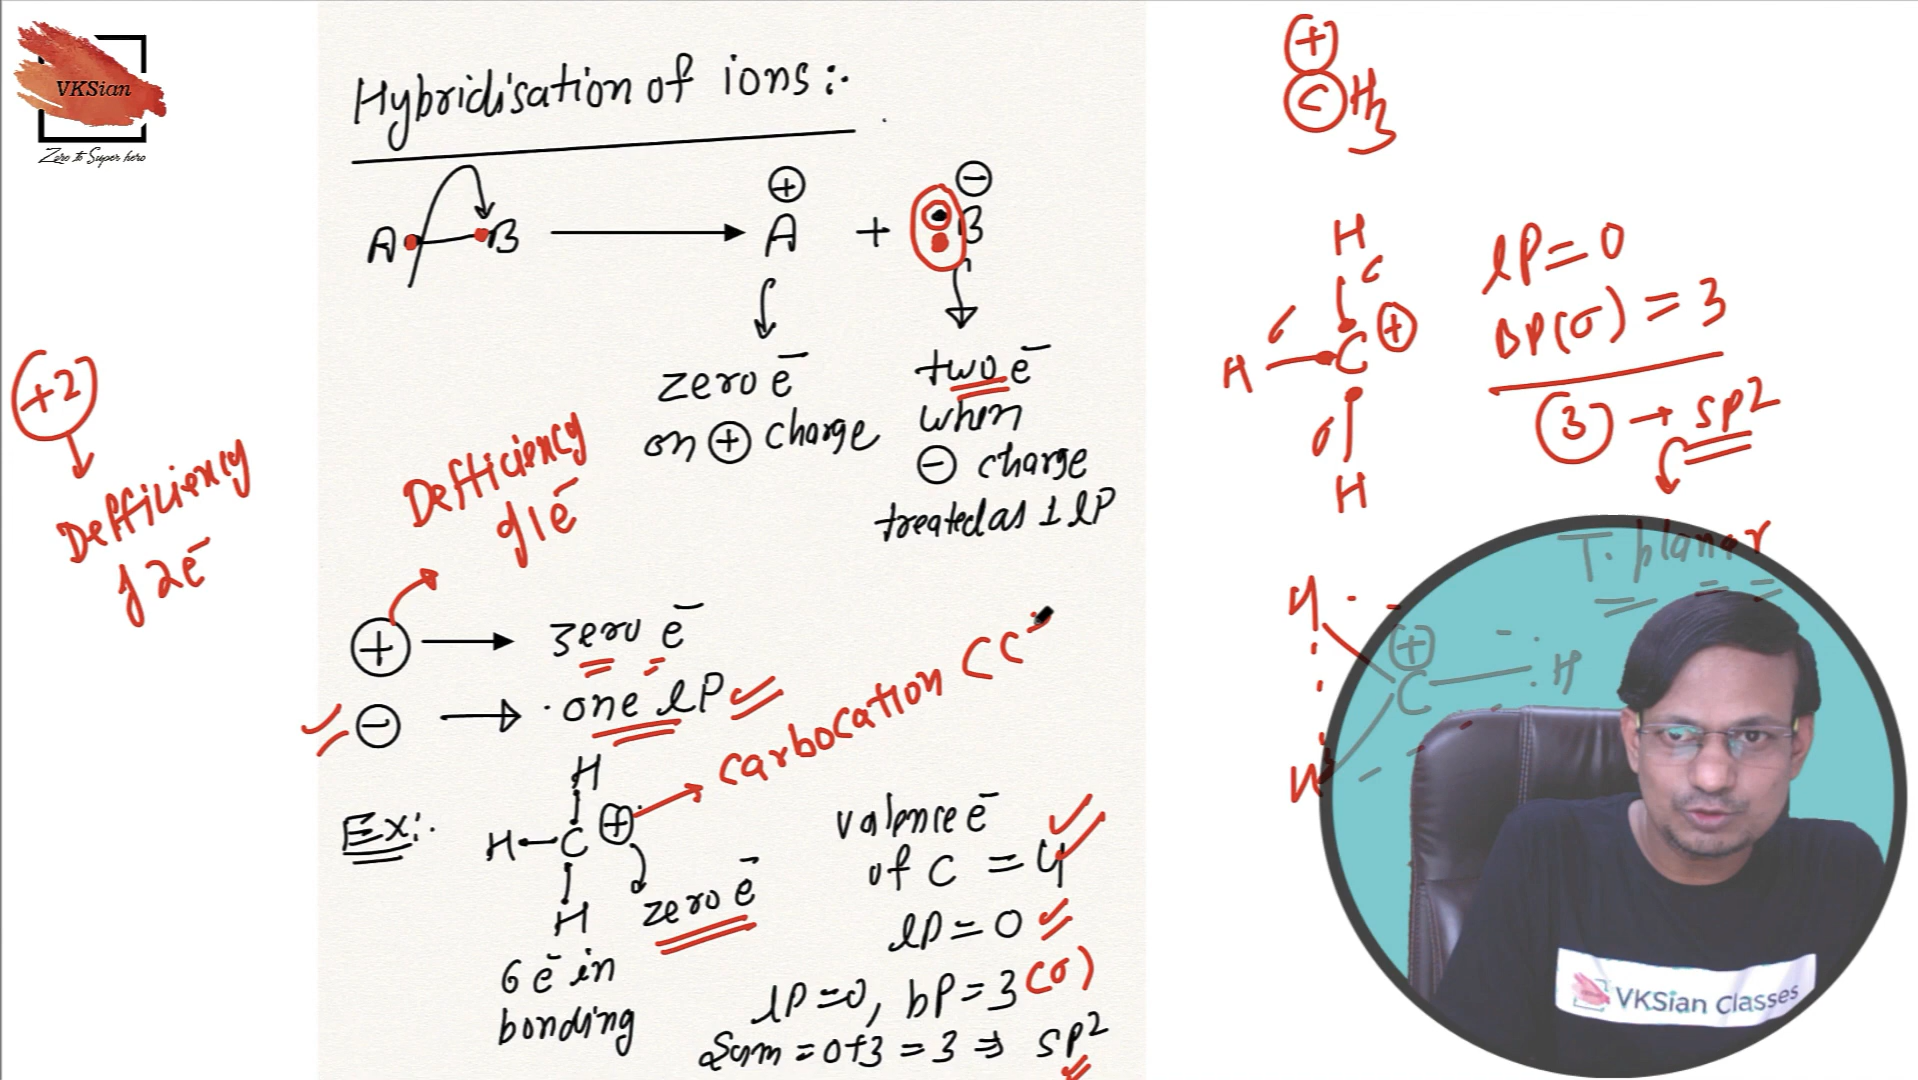 VKSian
Zero to Super hero
Hybridisation of ions :-
A B → A ⊕ + B ⊖
zero e⁻
on ⊕ charge
two e⁻
when
⊖ charge
treated as 1 lP
+2
Defficiency
of 2e⁻
Defficiency
of 1e⁻
⊕ → zero e⁻
⊖ → one lP
carbocation CC
Ex:-
H
H-C ⊕
H
zero e⁻
6 e⁻ in
bonding
valence e⁻
of C = 4
lP = 0
lP = 0, bP = 3 (σ)
Sum = 0+3 = 3 ⇒ sp2
⊕
CH3
H
σ
σ
H C ⊕
σ
H
lP = 0
BP(σ) = 3
3 → sp2
T. planar
H
⊕
C H
H
VKSian Classes